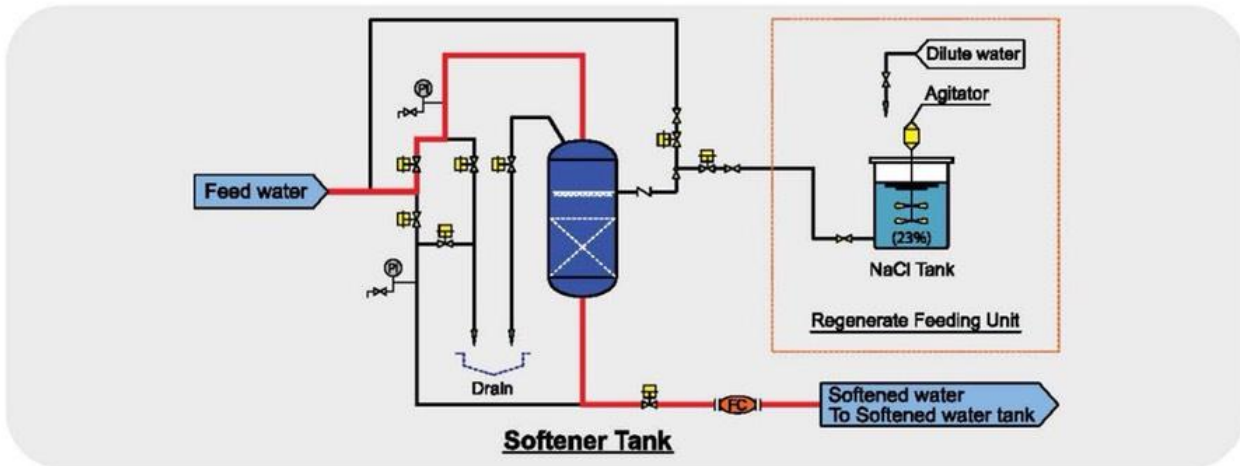 Dilute water
Agitator
PI
Feed water
(23%)
PI
NaCl Tank
Regenerate Feeding Unit
Drain
FC
Softened water
To Softened water tank
Softener Tank